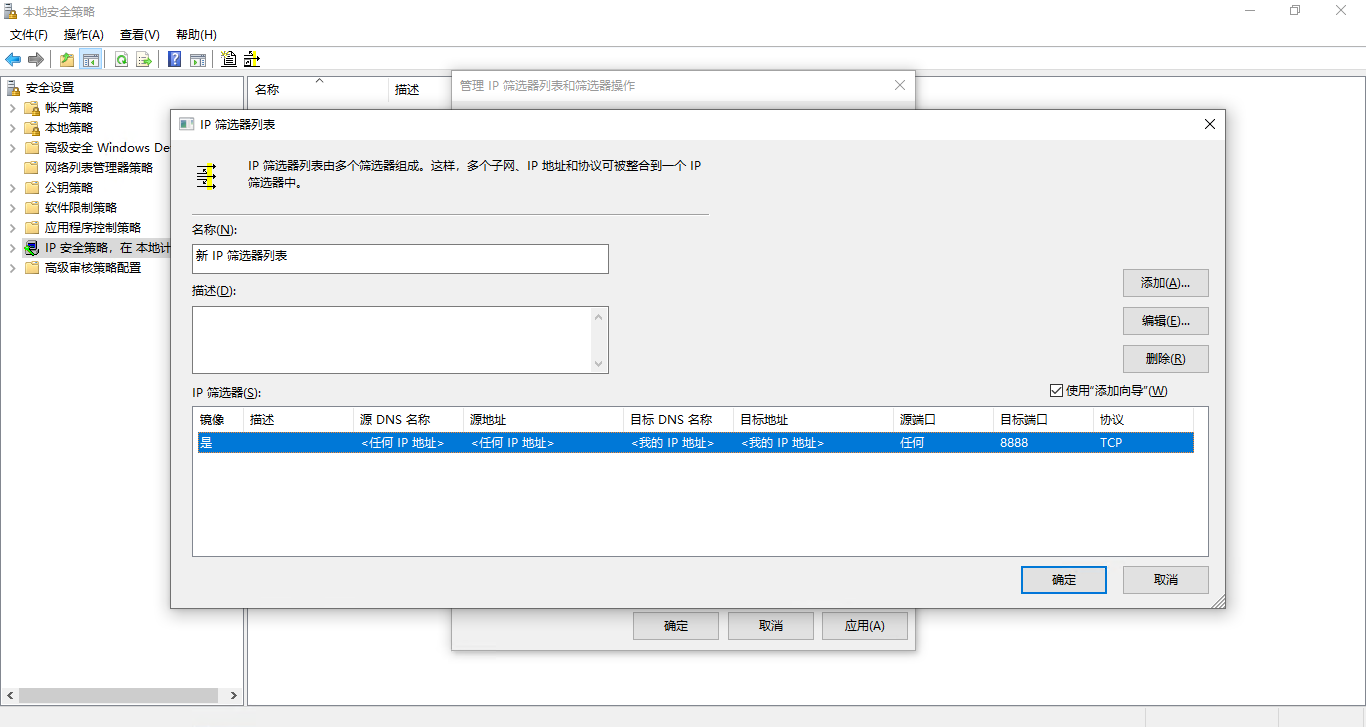 本地安全策略
文件(F) 操作(A) 查看(V) 帮助(H)
安全设置
帐户策略
本地策略
高级安全 Windows De
网络列表管理器策略
公钥策略
软件限制策略
应用程序控制策略
IP 安全策略，在 本地计
高级审核策略配置
名称 描述
管理 IP 筛选器列表和筛选器操作
IP 筛选器列表
IP 筛选器列表由多个筛选器组成。这样，多个子网、IP 地址和协议可被整合到一个 IP
筛选器中。
名称(N):
新 IP 筛选器列表
描述(D):
添加(A)...
编辑(E)...
删除(R)
IP 筛选器(S):
使用"添加向导"(W)
镜像 描述 源 DNS 名称 源地址 目标 DNS 名称 目标地址 源端口 目标端口 协议
是 <任何 IP 地址> <任何 IP 地址> <我的 IP 地址> <我的 IP 地址> 任何 8888 TCP
确定 取消
确定 取消 应用(A)